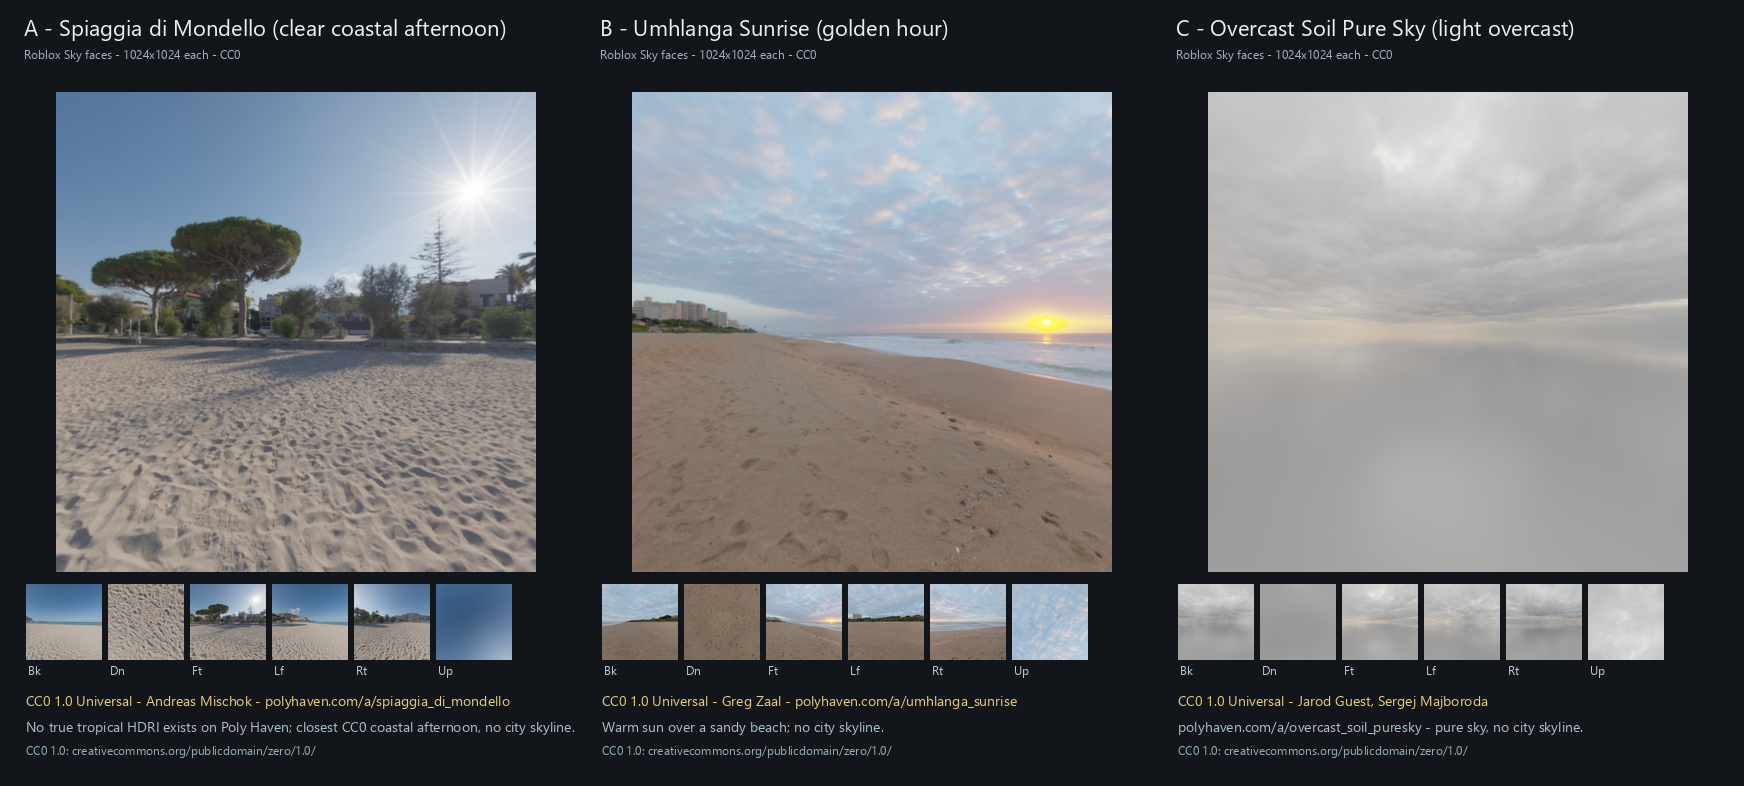 A - Spiaggia di Mondello (clear coastal afternoon)
Roblox Sky faces - 1024x1024 each - CC0
Bk
Dn
Ft
Lf
Rt
Up
CC0 1.0 Universal - Andreas Mischok - polyhaven.com/a/spiaggia_di_mondello
No true tropical HDRI exists on Poly Haven; closest CC0 coastal afternoon, no city skyline.
CC0 1.0: creativecommons.org/publicdomain/zero/1.0/
B - Umhlanga Sunrise (golden hour)
Roblox Sky faces - 1024x1024 each - CC0
Bk
Dn
Ft
Lf
Rt
Up
CC0 1.0 Universal - Greg Zaal - polyhaven.com/a/umhlanga_sunrise
Warm sun over a sandy beach; no city skyline.
CC0 1.0: creativecommons.org/publicdomain/zero/1.0/
C - Overcast Soil Pure Sky (light overcast)
Roblox Sky faces - 1024x1024 each - CC0
Bk
Dn
Ft
Lf
Rt
Up
CC0 1.0 Universal - Jarod Guest, Sergej Majboroda
polyhaven.com/a/overcast_soil_puresky - pure sky, no city skyline.
CC0 1.0: creativecommons.org/publicdomain/zero/1.0/